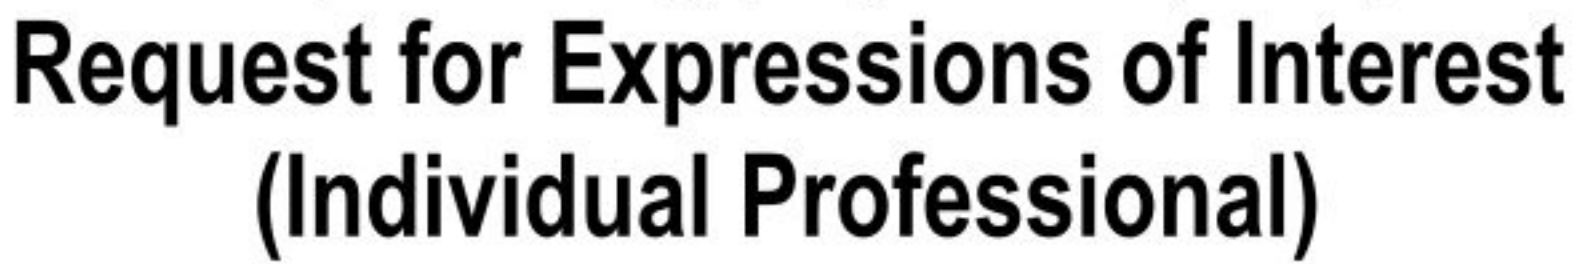 Request for Expressions of Interest
(Individual Professional)